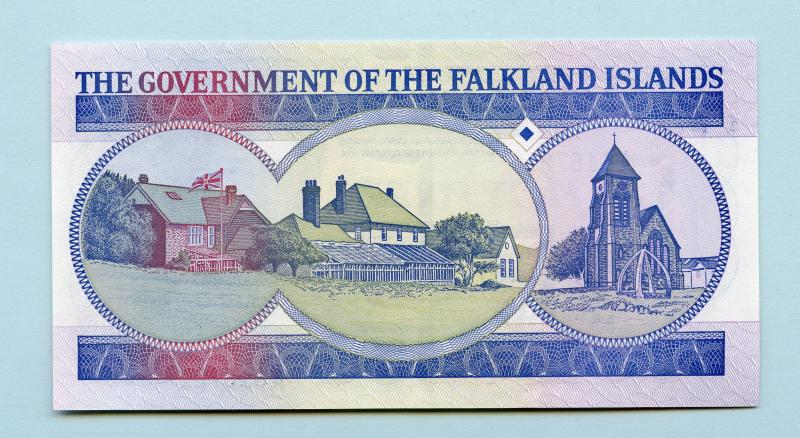 THE GOVERNMENT OF THE FALKLAND ISLANDS